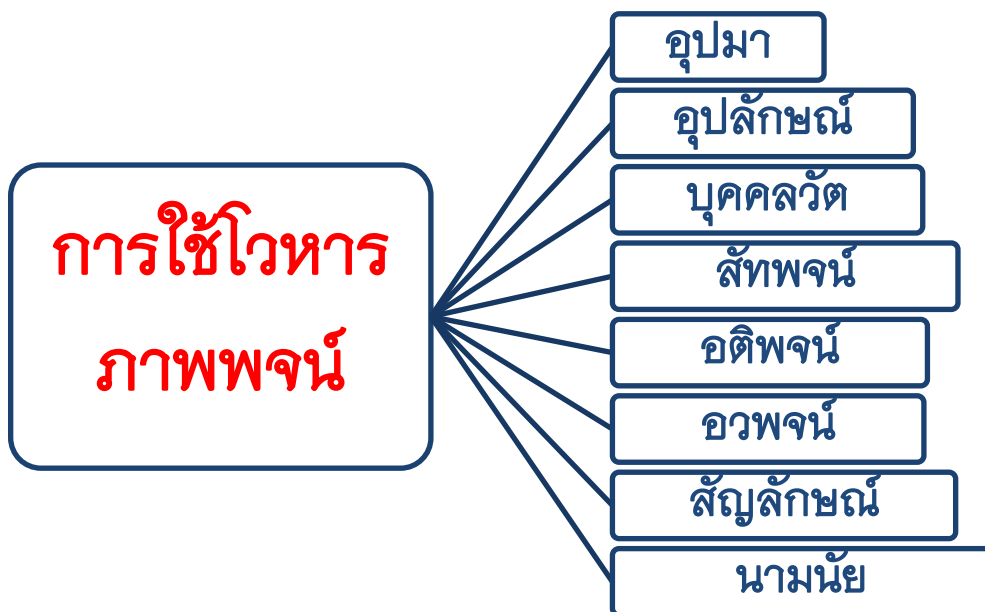 การใช้โวหาร
ภาพพจน์
อุปมา
อุปลักษณ์
บุคคลวัต
สัทพจน์
อติพจน์
อวพจน์
สัญลักษณ์
นามนัย